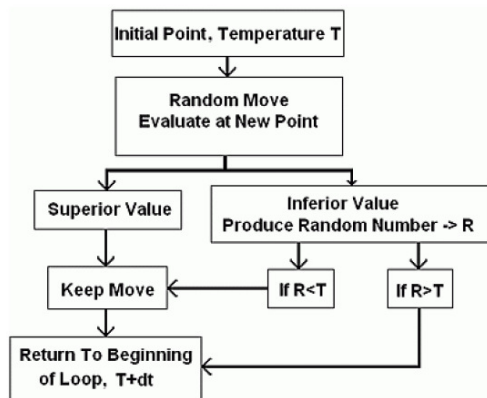 Initial Point, Temperature T
Random Move
Evaluate at New Point
Superior Value
Inferior Value
Produce Random Number -> R
Keep Move
If R<T
If R>T
Return To Beginning
of Loop, T+dt